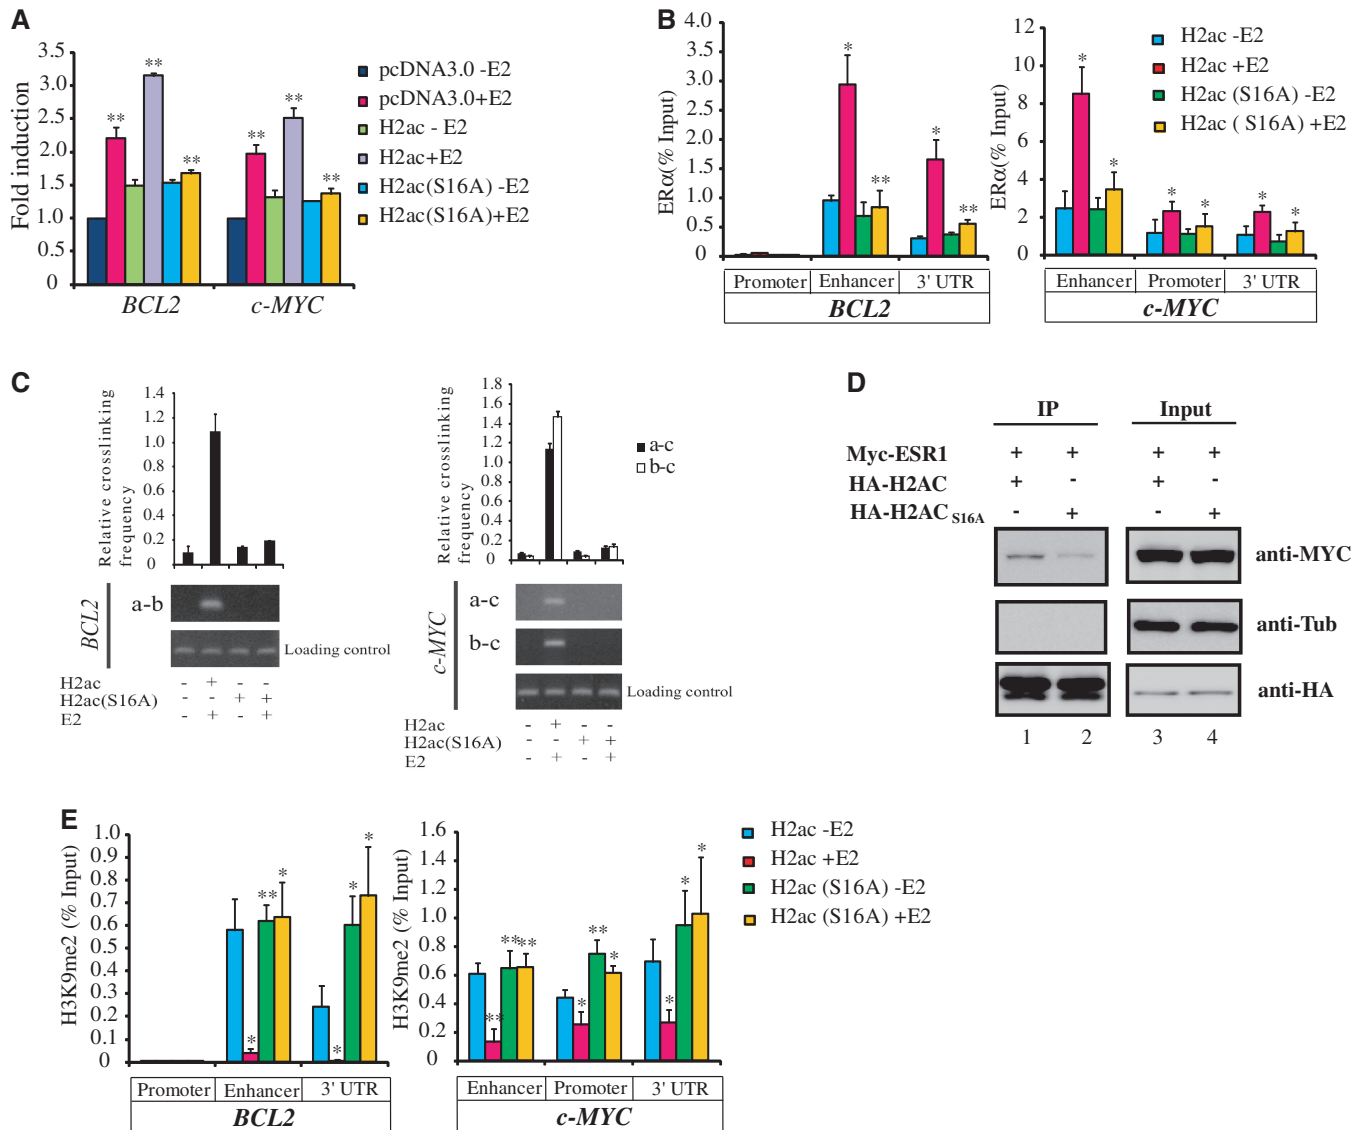 A
Fold induction
3.5
3.0
2.5
2.0
1.5
1.0
0.5
0
** ** ** ** ** **
BCL2 c-MYC
pcDNA3.0 -E2
pcDNA3.0+E2
H2ac - E2
H2ac+E2
H2ac(S16A) -E2
H2ac(S16A)+E2
B
ERα(% Input)
4.0
3.5
3.0
2.5
2.0
1.5
1.0
0.5
0
* ** * **
Promoter Enhancer 3' UTR
BCL2
ERα(% Input)
12
10
8
6
4
2
0
* * * * * *
Enhancer Promoter 3' UTR
c-MYC
H2ac -E2
H2ac +E2
H2ac (S16A) -E2
H2ac ( S16A) +E2
C
Relative crosslinking
frequency
1.4
1.2
1.0
0.8
0.6
0.4
0.2
0
BCL2
a-b
Loading control
H2ac - + - -
H2ac(S16A) - - + +
E2 - + - +
Relative crosslinking
frequency
1.8
1.6
1.4
1.2
1.0
0.8
0.6
0.4
0.2
0
a-c
b-c
c-MYC
a-c
b-c
Loading control
H2ac - + - -
H2ac(S16A) - - + +
E2 - + - +
D
IP Input
Myc-ESR1 + + + +
HA-H2AC + - + -
HA-H2AC S16A - + - +
anti-MYC
anti-Tub
anti-HA
1 2 3 4
E
H3K9me2 (% Input)
1.0
0.9
0.8
0.7
0.6
0.5
0.4
0.3
0.2
0.1
0
* ** * * * *
Promoter Enhancer 3' UTR
BCL2
H3K9me2 (% Input)
1.6
1.4
1.2
1.0
0.8
0.6
0.4
0.2
0
** ** ** * ** * * * *
Enhancer Promoter 3' UTR
c-MYC
H2ac -E2
H2ac +E2
H2ac (S16A) -E2
H2ac (S16A) +E2